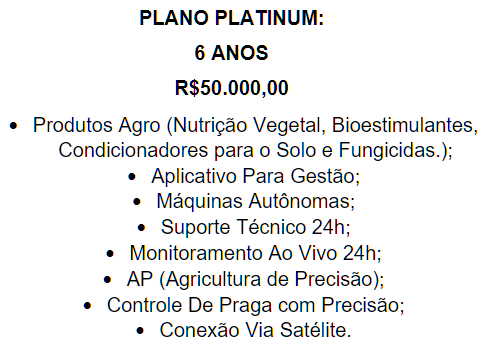 PLANO PLATINUM:
6 ANOS
R$50.000,00
• Produtos Agro (Nutrição Vegetal, Bioestimulantes,
Condicionadores para o Solo e Fungicidas.);
• Aplicativo Para Gestão;
• Máquinas Autônomas;
• Suporte Técnico 24h;
• Monitoramento Ao Vivo 24h;
• AP (Agricultura de Precisão);
• Controle De Praga com Precisão;
• Conexão Via Satélite.